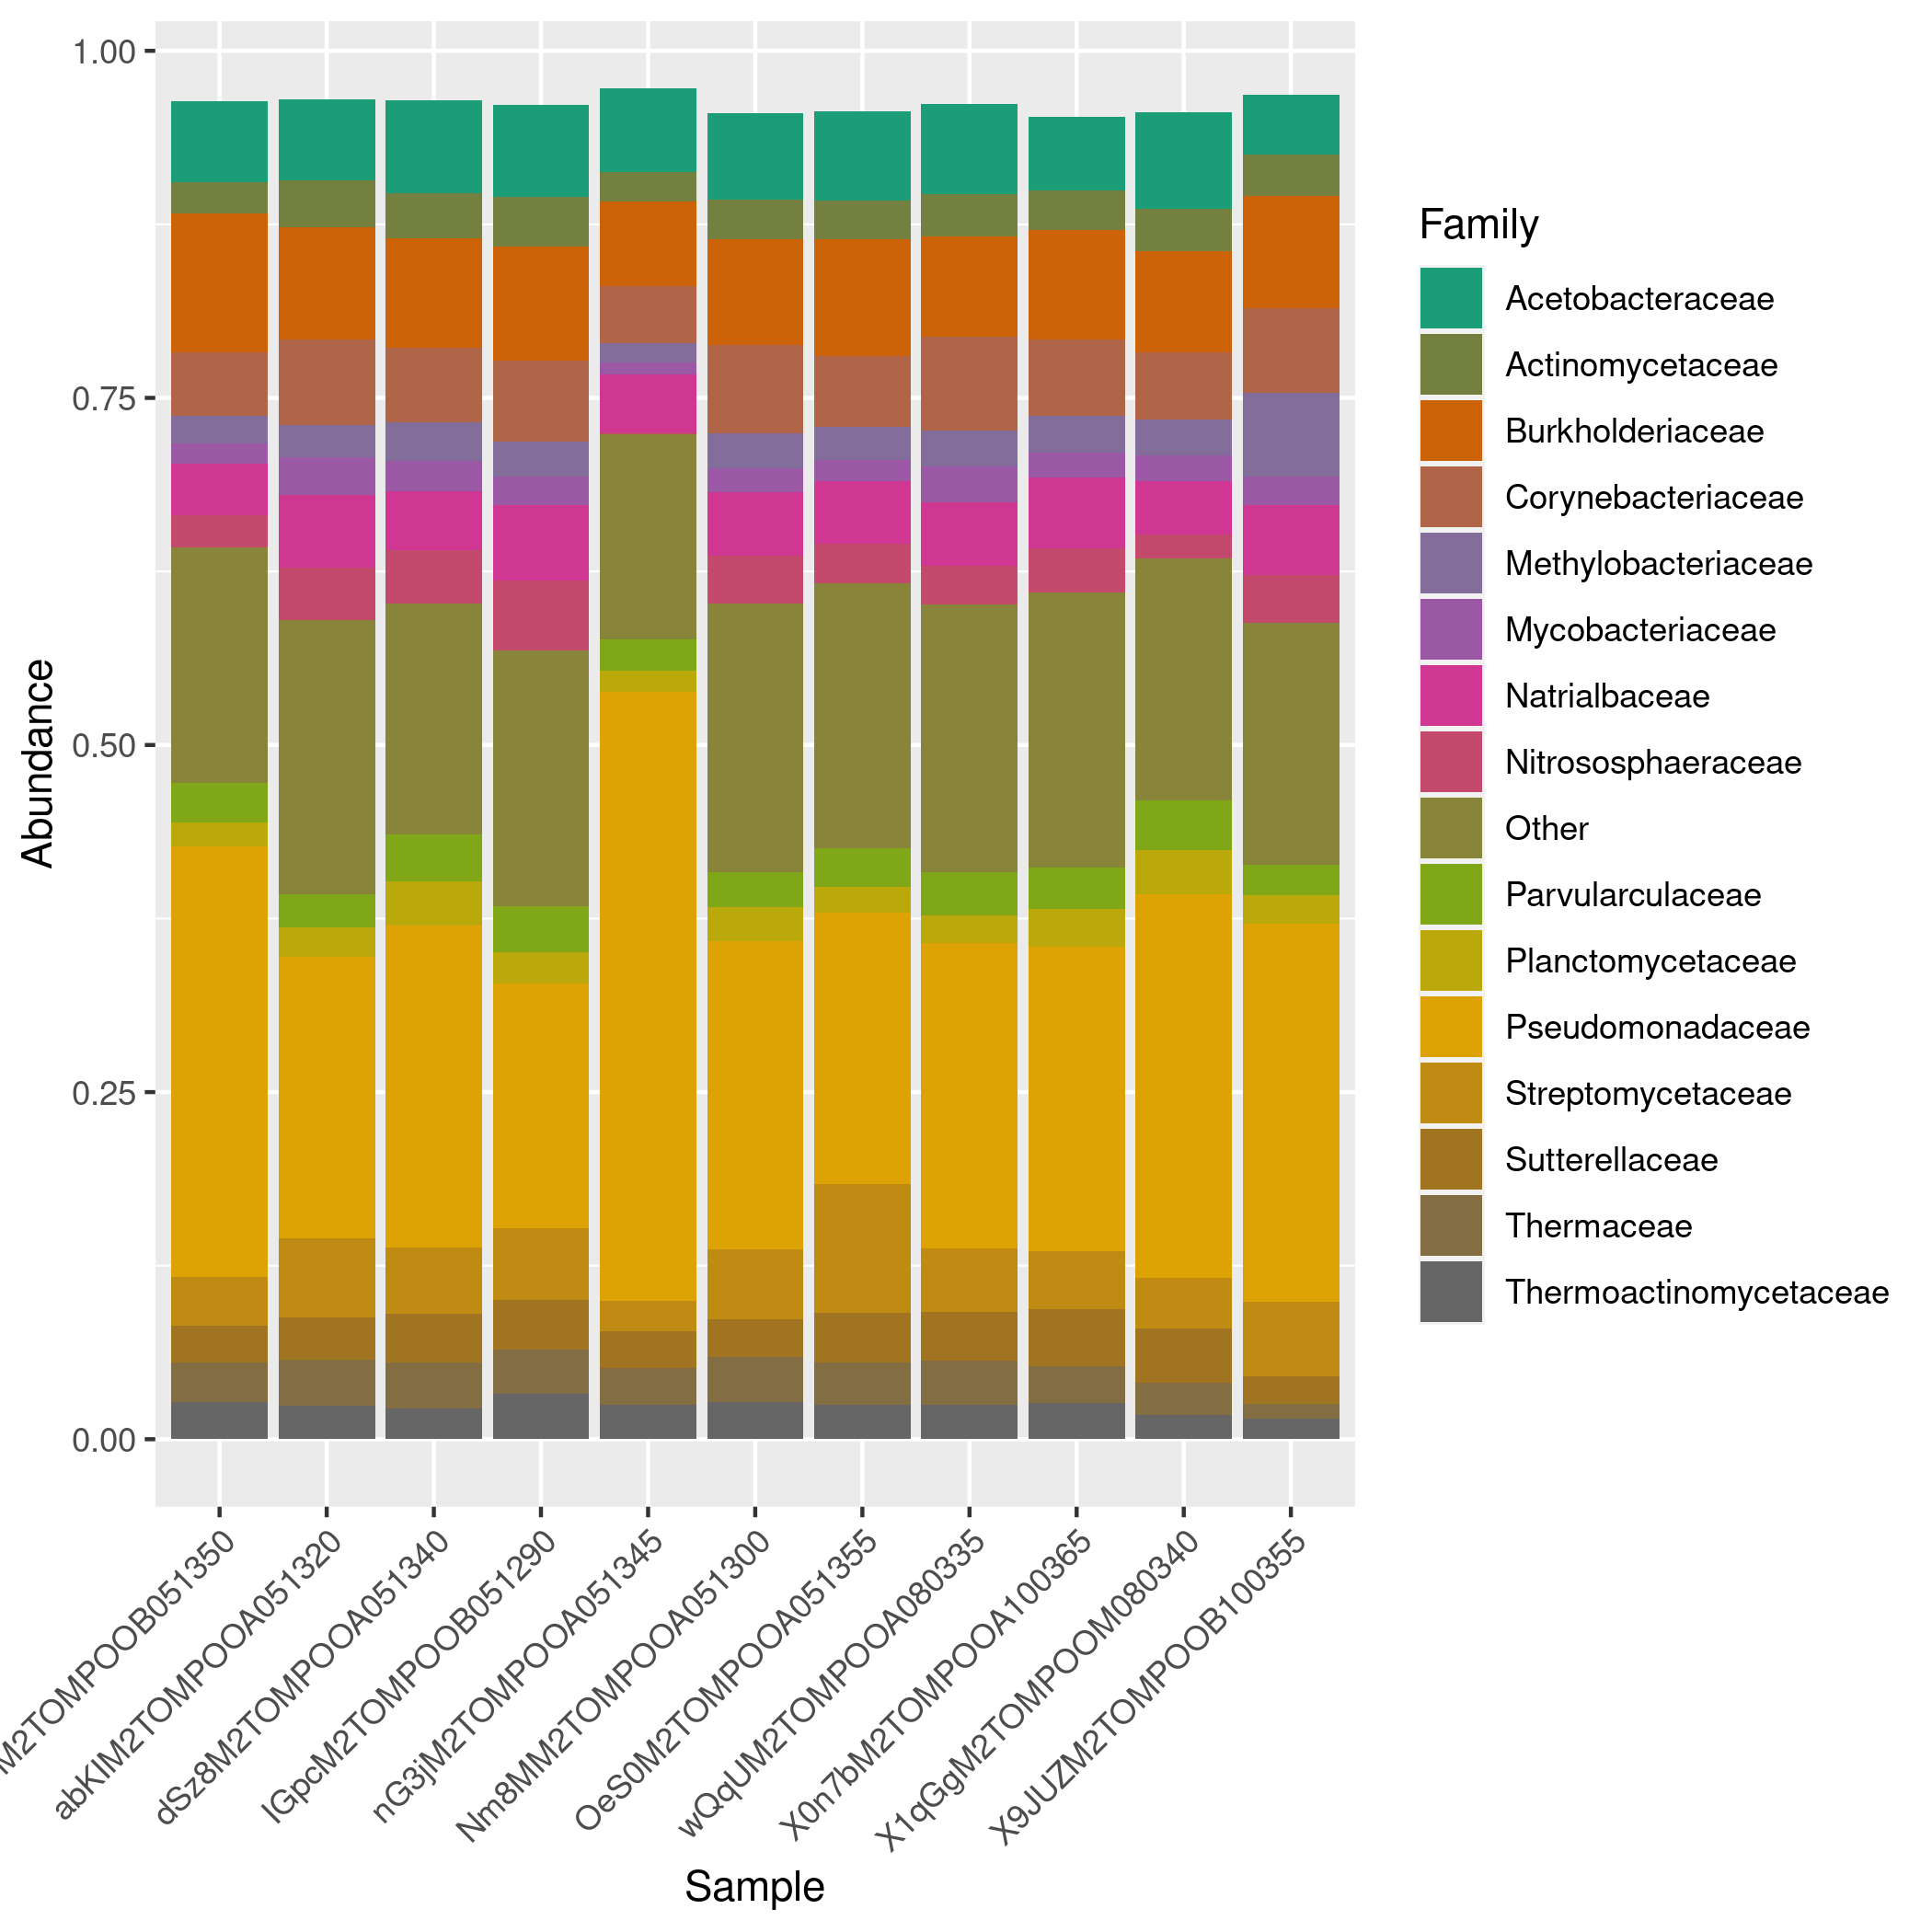 1.00
0.75
0.50
0.25
0.00
Abundance
M2TOMPOOB051350
abKIM2TOMPOOA051320
dSz8M2TOMPOOA051340
IGpcM2TOMPOOB051290
nG3jM2TOMPOOA051345
Nm8MM2TOMPOOA051300
OeS0M2TOMPOOA051355
wQqUM2TOMPOOA080335
X0n7bM2TOMPOOA100365
X1qGgM2TOMPOOM080340
X9JUZM2TOMPOOB100355
Sample
Family
Acetobacteraceae
Actinomycetaceae
Burkholderiaceae
Corynebacteriaceae
Methylobacteriaceae
Mycobacteriaceae
Natrialbaceae
Nitrososphaeraceae
Other
Parvularculaceae
Planctomycetaceae
Pseudomonadaceae
Streptomycetaceae
Sutterellaceae
Thermaceae
Thermoactinomycetaceae